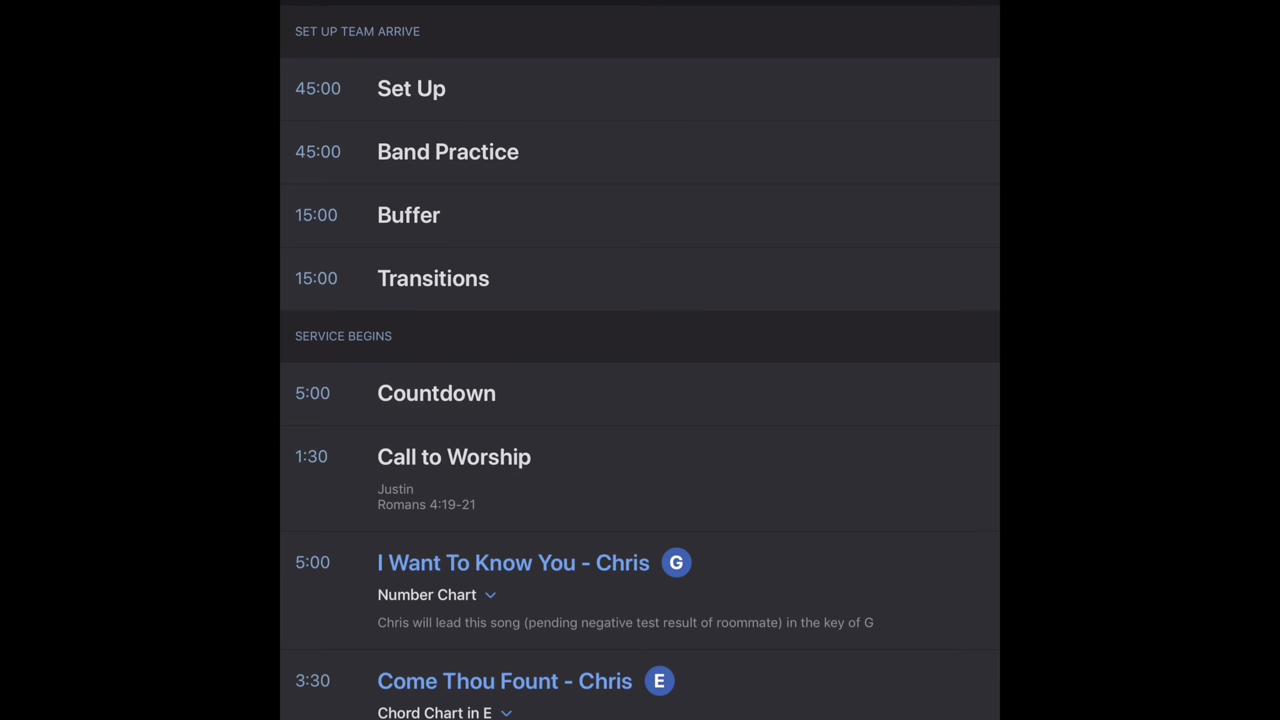 SET UP TEAM ARRIVE
45:00 Set Up
45:00 Band Practice
15:00 Buffer
15:00 Transitions
SERVICE BEGINS
5:00 Countdown
1:30 Call to Worship
Justin
Romans 4:19-21
5:00 I Want To Know You - Chris G
Number Chart
Chris will lead this song (pending negative test result of roommate) in the key of G
3:30 Come Thou Fount - Chris E
Chord Chart in E